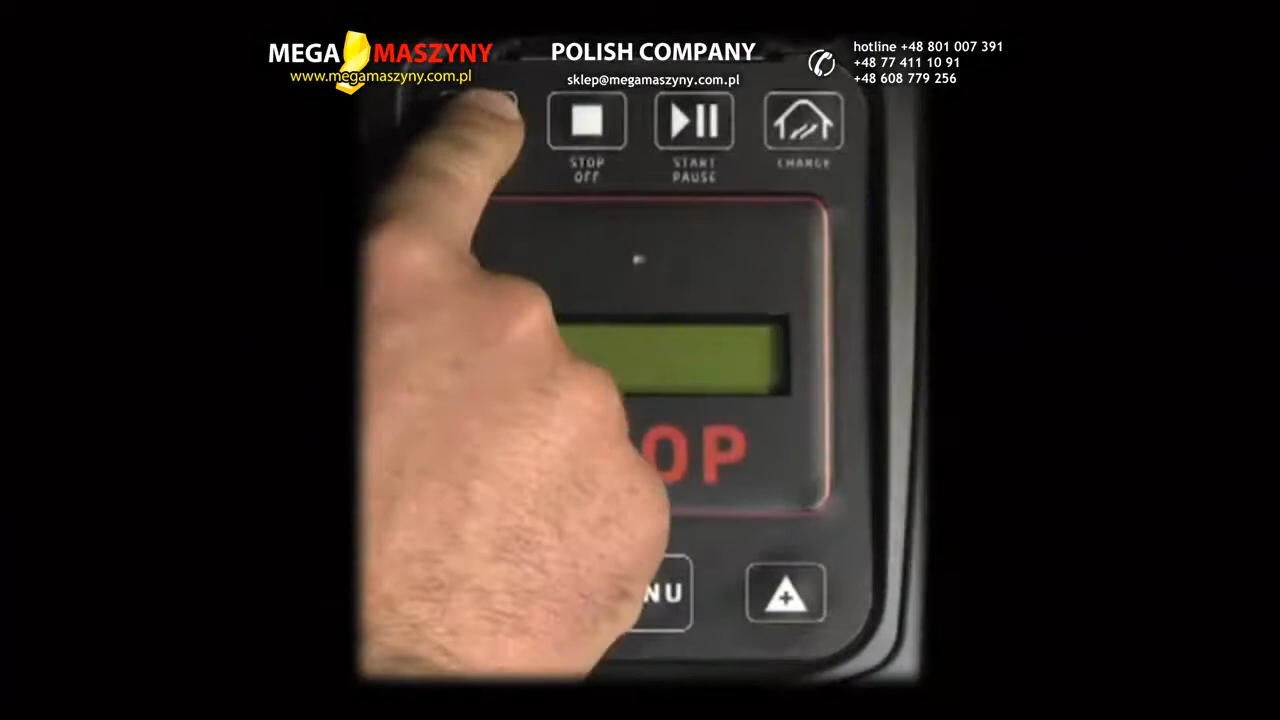 MEGA MASZYNY
www.megamaszyny.com.pl
POLISH COMPANY
sklep@megamaszyny.com.pl
hotline +48 801 007 391
+48 77 411 10 91
+48 608 779 256
STOP
OFF
START
PAUSE
CHARGE
OP
NU